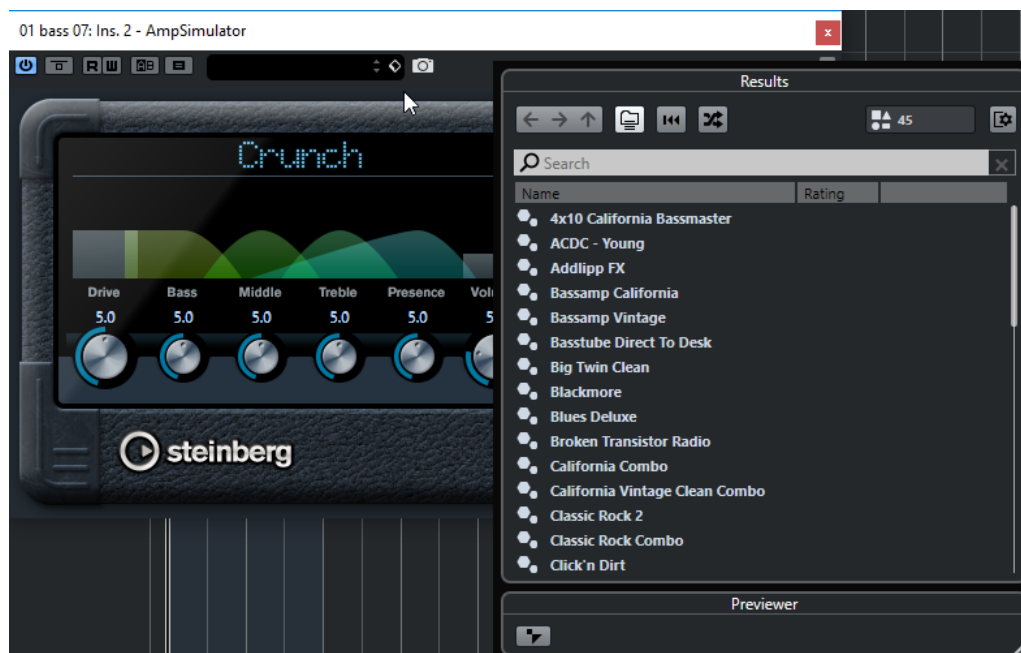 01 bass 07: Ins. 2 - AmpSimulator
x
R W AB
Crunch
Drive Bass Middle Treble Presence
5.0 5.0 5.0 5.0 5.0 5
steinberg
Results
45
Search
Name Rating
4x10 California Bassmaster
ACDC - Young
Addlipp FX
Bassamp California
Bassamp Vintage
Basstube Direct To Desk
Big Twin Clean
Blackmore
Blues Deluxe
Broken Transistor Radio
California Combo
California Vintage Clean Combo
Classic Rock 2
Classic Rock Combo
Click'n Dirt
Previewer